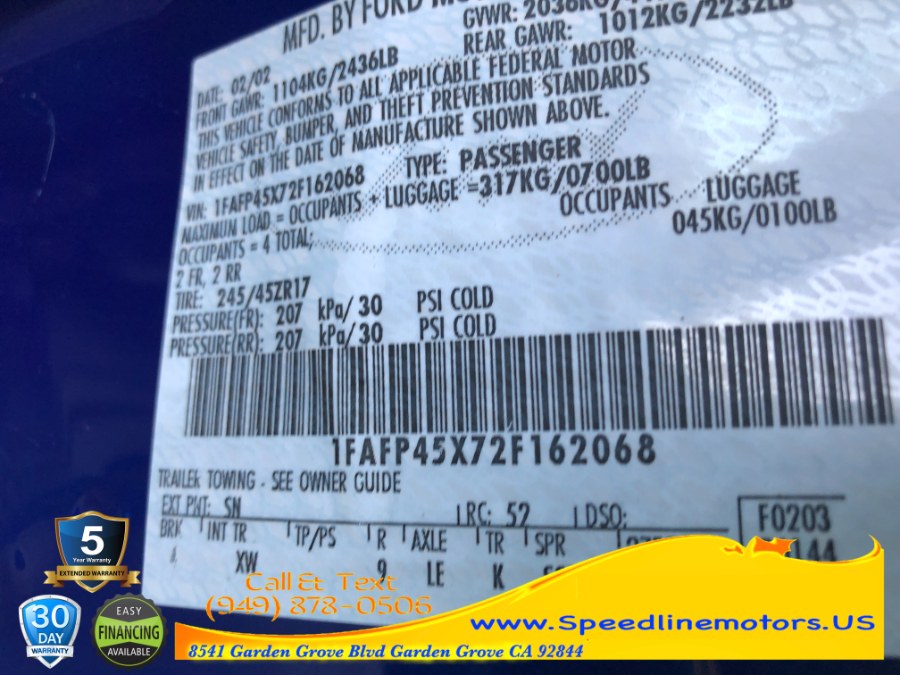 MFD. BY FORD
DATE: 02/02
GVWR: 2036KG/
FRONT GAWR: 1104KG/2436LB
REAR GAWR: 1012KG/2232LB
THIS VEHICLE CONFORMS TO ALL APPLICABLE FEDERAL MOTOR
VEHICLE SAFETY, BUMPER, AND THEFT PREVENTION STANDARDS
IN EFFECT ON THE DATE OF MANUFACTURE SHOWN ABOVE.
VIN: 1FAFP45X72F162068
TYPE: PASSENGER
MAXIMUM LOAD = OCCUPANTS + LUGGAGE =317KG/0700LB
OCCUPANTS = 4 TOTAL;
OCCUPANTS LUGGAGE
2 FR, 2 RR
045KG/0100LB
TIRE: 245/45ZR17
PRESSURE(FR): 207 kPa/ 30 PSI COLD
PRESSURE(RR): 207 kPa/ 30 PSI COLD
1FAFP45X72F162068
TRAILER TOWING - SEE OWNER GUIDE
EXT PNT: SN RC: 52 DSO: F0203
BRK INT TR TP/PS R AXLE TR SPR
4 XW 9 LE K
5
Year Warranty
EXTENDED WARRANTY
30
DAY
WARRANTY
EASY
FINANCING
AVAILABLE
Call Et Text
(949) 878-0506
www.SpeedlinemotorS.US
8541 Garden Grove Blvd Garden Grove CA 92844